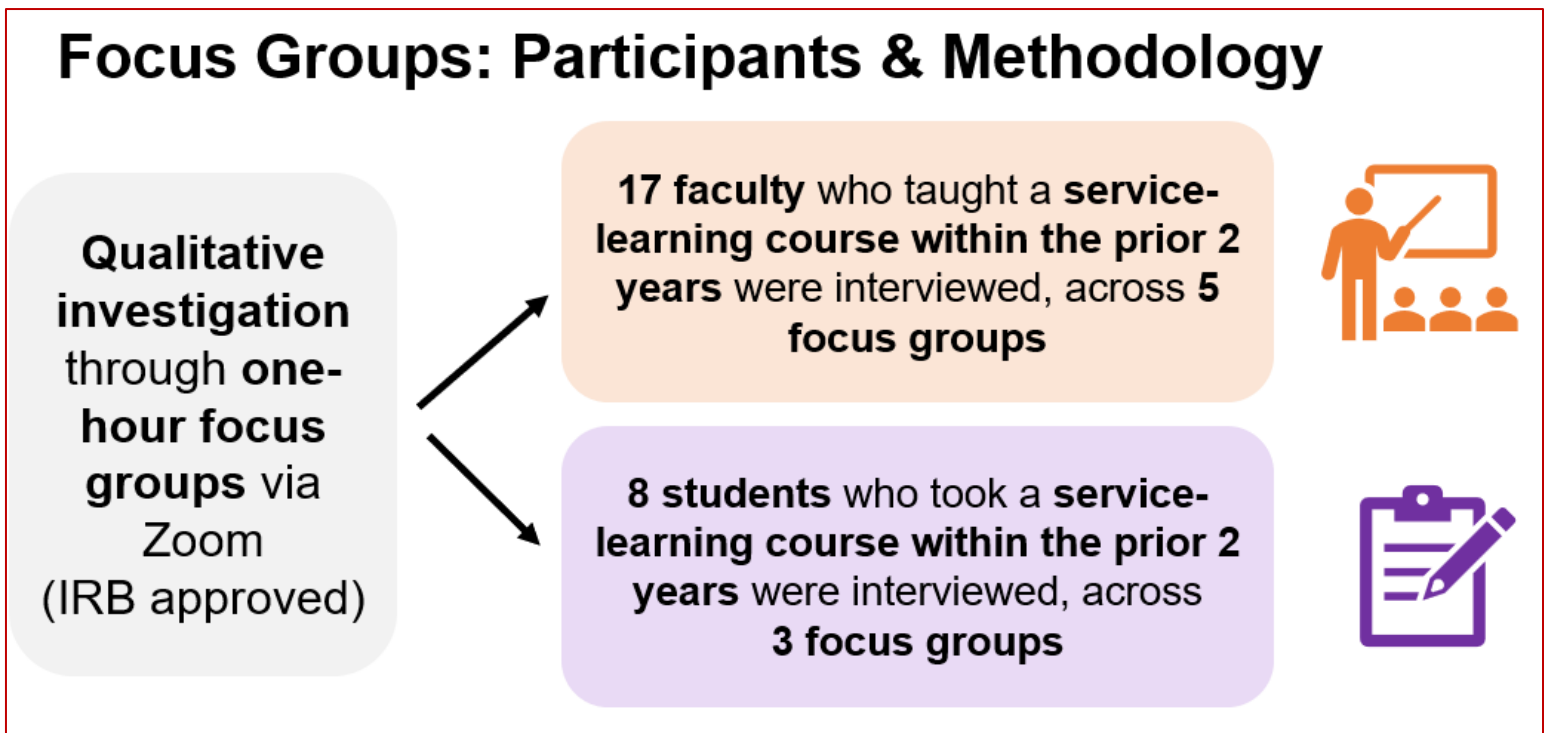 Focus Groups: Participants & Methodology
Qualitative
investigation
through one-
hour focus
groups via
Zoom
(IRB approved)
17 faculty who taught a service-
learning course within the prior 2
years were interviewed, across 5
focus groups
8 students who took a service-
learning course within the prior 2
years were interviewed, across
3 focus groups